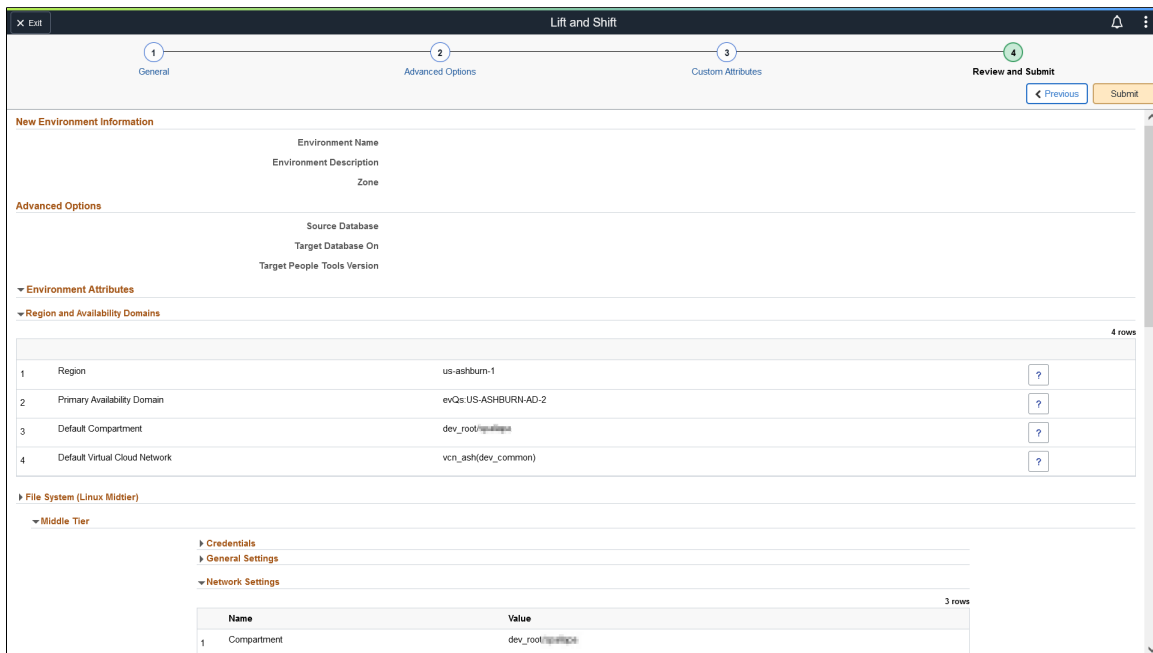 × Exit
Lift and Shift
1
2
3
4
General
Advanced Options
Custom Attributes
Review and Submit
Previous
Submit
New Environment Information
Environment Name
Environment Description
Zone
Advanced Options
Source Database
Target Database On
Target People Tools Version
Environment Attributes
Region and Availability Domains
4 rows
1 Region us-ashburn-1 ?
2 Primary Availability Domain evQs:US-ASHBURN-AD-2 ?
3 Default Compartment dev_root/ ?
4 Default Virtual Cloud Network vcn_ash(dev_common) ?
File System (Linux Midtier)
Middle Tier
Credentials
General Settings
Network Settings
3 rows
Name Value
1 Compartment dev_root/